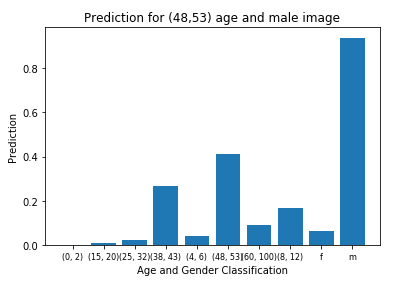 Prediction for (48,53) age and male image
Prediction
0.8
0.6
0.4
0.2
0.0
(0, 2) (15, 20) (25, 32) (38, 43) (4, 6) (48, 53) (60, 100) (8, 12) f m
Age and Gender Classification